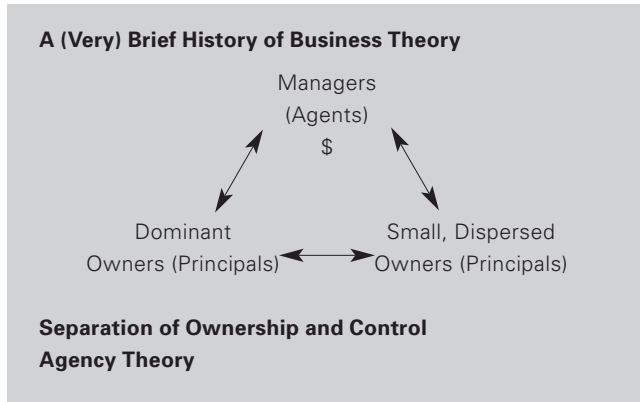 A (Very) Brief History of Business Theory
Managers
(Agents)
$
Dominant
Owners (Principals)
Small, Dispersed
Owners (Principals)
Separation of Ownership and Control
Agency Theory